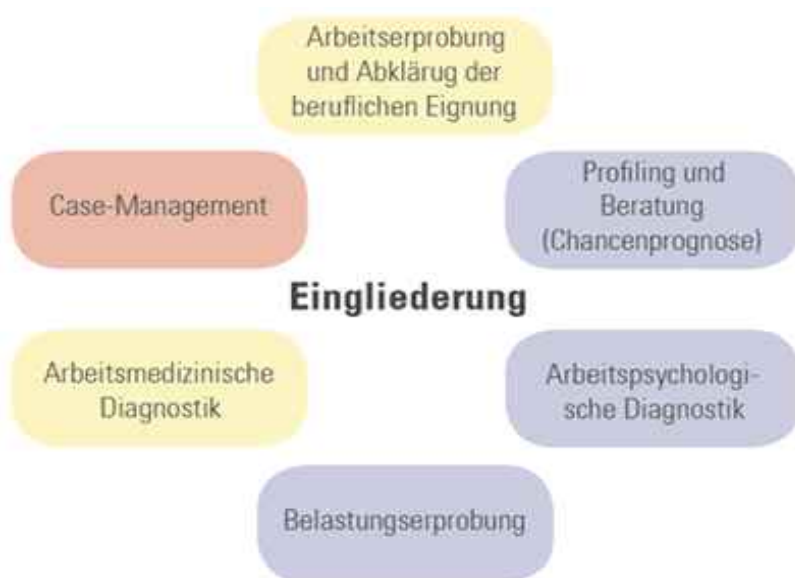 Arbeitserprobung
und Abklärug der
beruflichen Eignung
Case-Management
Profiling und
Beratung
(Chancenprognose)
Eingliederung
Arbeitsmedizinische
Diagnostik
Arbeitspsychologi-
sche Diagnostik
Belastungserprobung